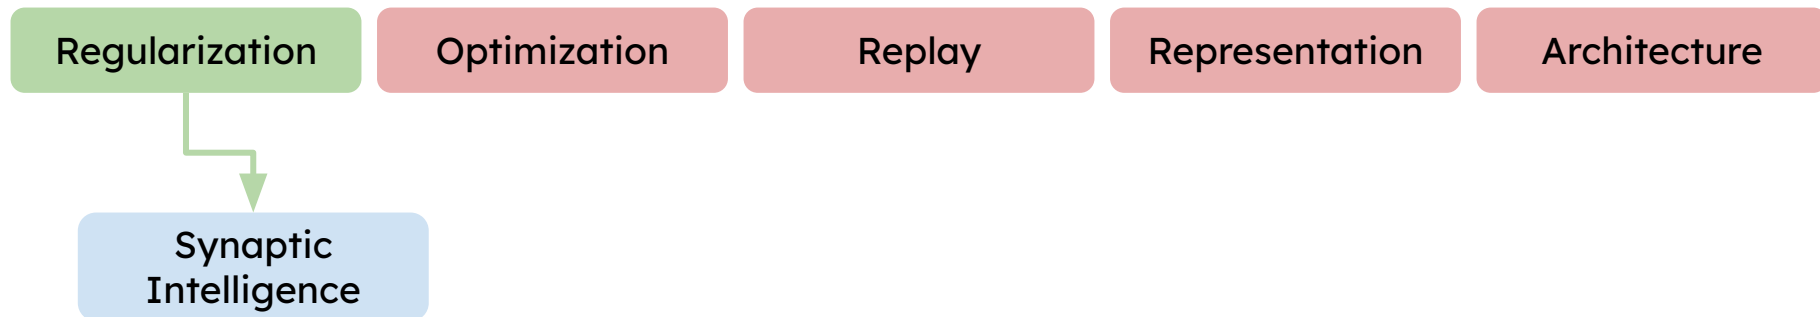 Regularization
Optimization
Replay
Representation
Architecture
Synaptic
Intelligence